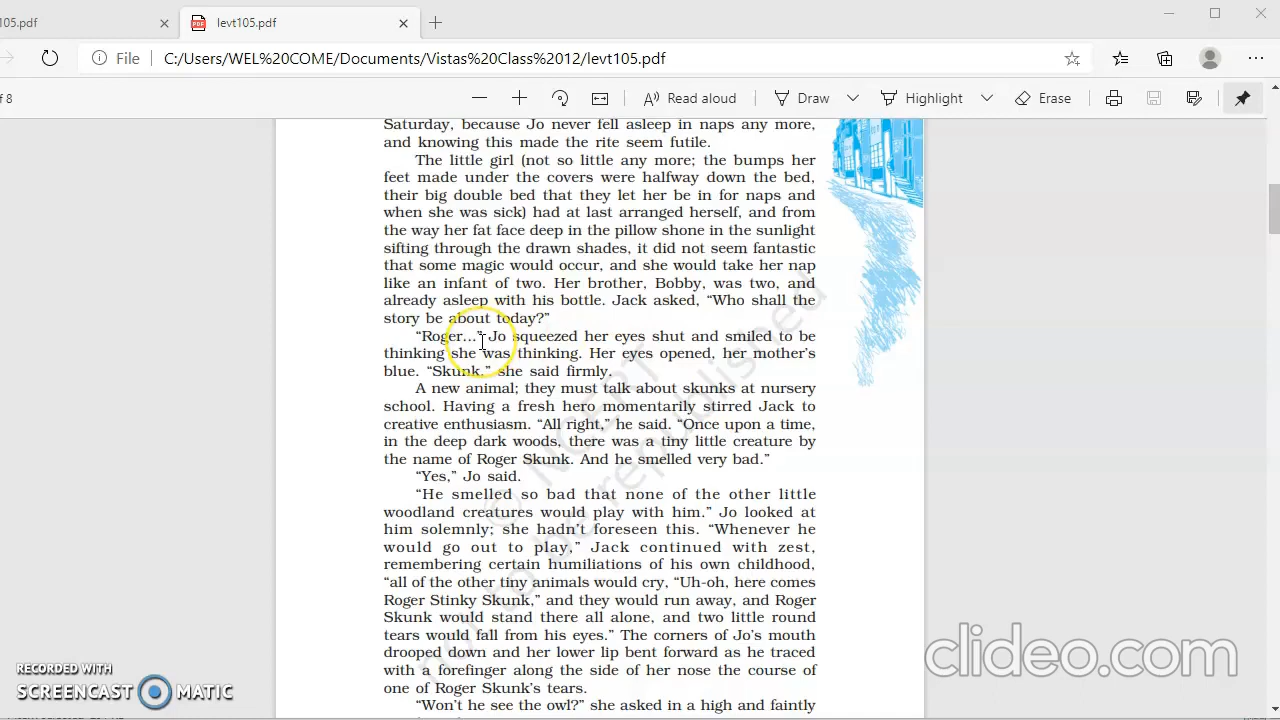 105.pdf
levt105.pdf
File
C:/Users/WEL%20COME/Documents/Vistas%20Class%2012/levt105.pdf
of 8
Read aloud
Draw
Highlight
Erase
Saturday, because Jo never fell asleep in naps any more,
and knowing this made the rite seem futile.
The little girl (not so little any more; the bumps her
feet made under the covers were halfway down the bed,
their big double bed that they let her be in for naps and
when she was sick) had at last arranged herself, and from
the way her fat face deep in the pillow shone in the sunlight
sifting through the drawn shades, it did not seem fantastic
that some magic would occur, and she would take her nap
like an infant of two. Her brother, Bobby, was two, and
already asleep with his bottle. Jack asked, “Who shall the
story be about today?”
“Roger...” Jo squeezed her eyes shut and smiled to be
thinking she was thinking. Her eyes opened, her mother’s
blue. “Skunk,” she said firmly.
A new animal; they must talk about skunks at nursery
school. Having a fresh hero momentarily stirred Jack to
creative enthusiasm. “All right,” he said. “Once upon a time,
in the deep dark woods, there was a tiny little creature by
the name of Roger Skunk. And he smelled very bad.”
“Yes,” Jo said.
“He smelled so bad that none of the other little
woodland creatures would play with him.” Jo looked at
him solemnly; she hadn’t foreseen this. “Whenever he
would go out to play,” Jack continued with zest,
remembering certain humiliations of his own childhood,
“all of the other tiny animals would cry, “Uh-oh, here comes
Roger Stinky Skunk,” and they would run away, and Roger
Skunk would stand there all alone, and two little round
tears would fall from his eyes.” The corners of Jo’s mouth
drooped down and her lower lip bent forward as he traced
with a forefinger along the side of her nose the course of
one of Roger Skunk’s tears.
“Won’t he see the owl?” she asked in a high and faintly
© NCERT
not to be republished
clideo.com
RECORDED WITH
SCREENCAST MATIC